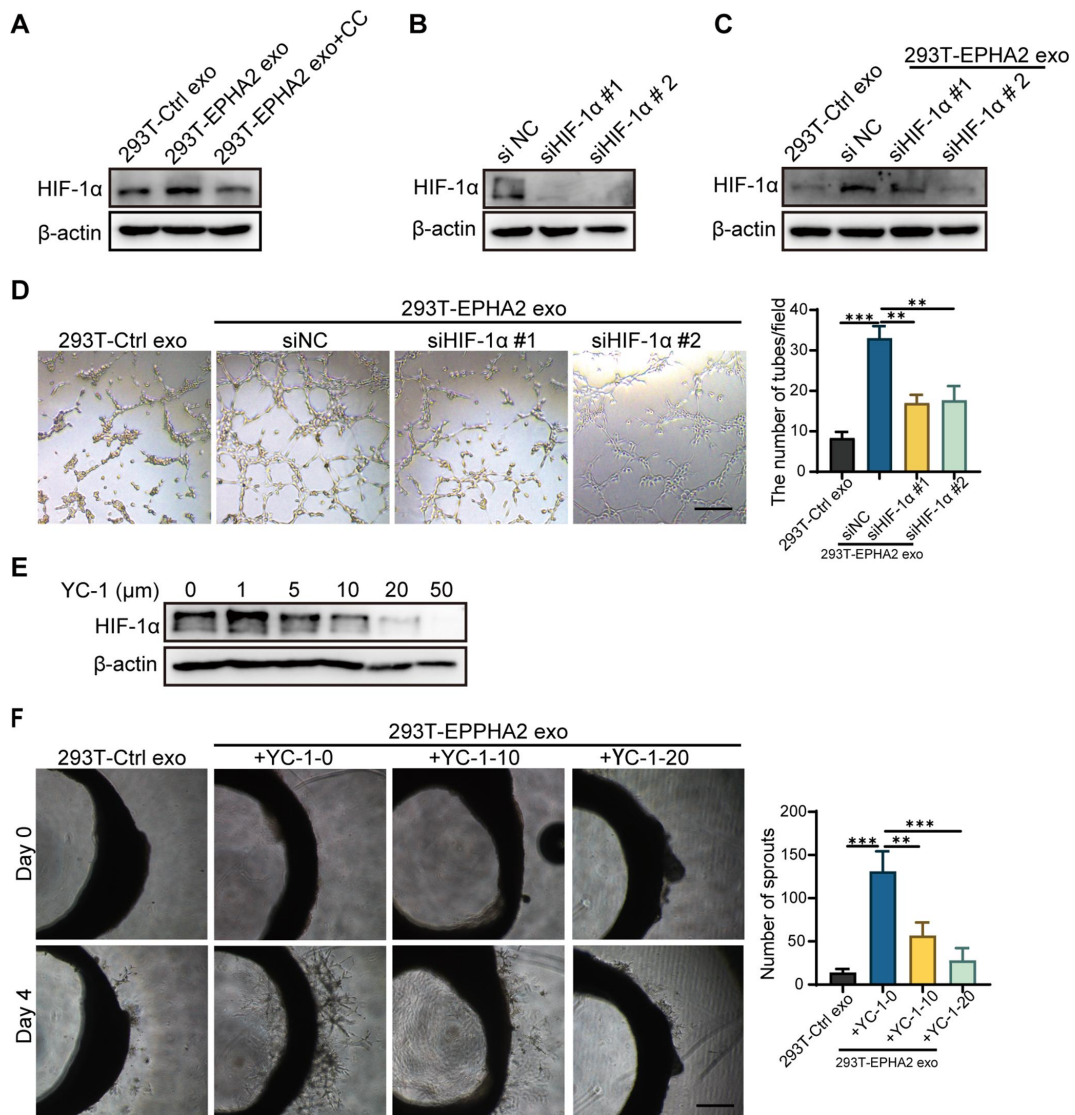 A
293T-Ctrl exo
293T-EPHA2 exo
293T-EPHA2 exo+CC
HIF-1α
β-actin
B
si NC
siHIF-1α #1
siHIF-1α # 2
HIF-1α
β-actin
C
293T-EPHA2 exo
293T-Ctrl exo
si NC
siHIF-1α #1
siHIF-1α # 2
HIF-1α
β-actin
D
293T-EPHA2 exo
293T-Ctrl exo siNC siHIF-1α #1 siHIF-1α #2
The number of tubes/field
40
30
20
10
0
*** ** **
293T-Ctrl exo
siNC
siHIF-1α #1
siHIF-1α #2
293T-EPHA2 exo
E
YC-1 (μm) 0 1 5 10 20 50
HIF-1α
β-actin
F
293T-EPPHA2 exo
293T-Ctrl exo +YC-1-0 +YC-1-10 +YC-1-20
Day 0
Day 4
Number of sprouts
200
150
100
50
0
***
*** **
293T-Ctrl exo
+YC-1-0
+YC-1-10
+YC-1-20
293T-EPHA2 exo